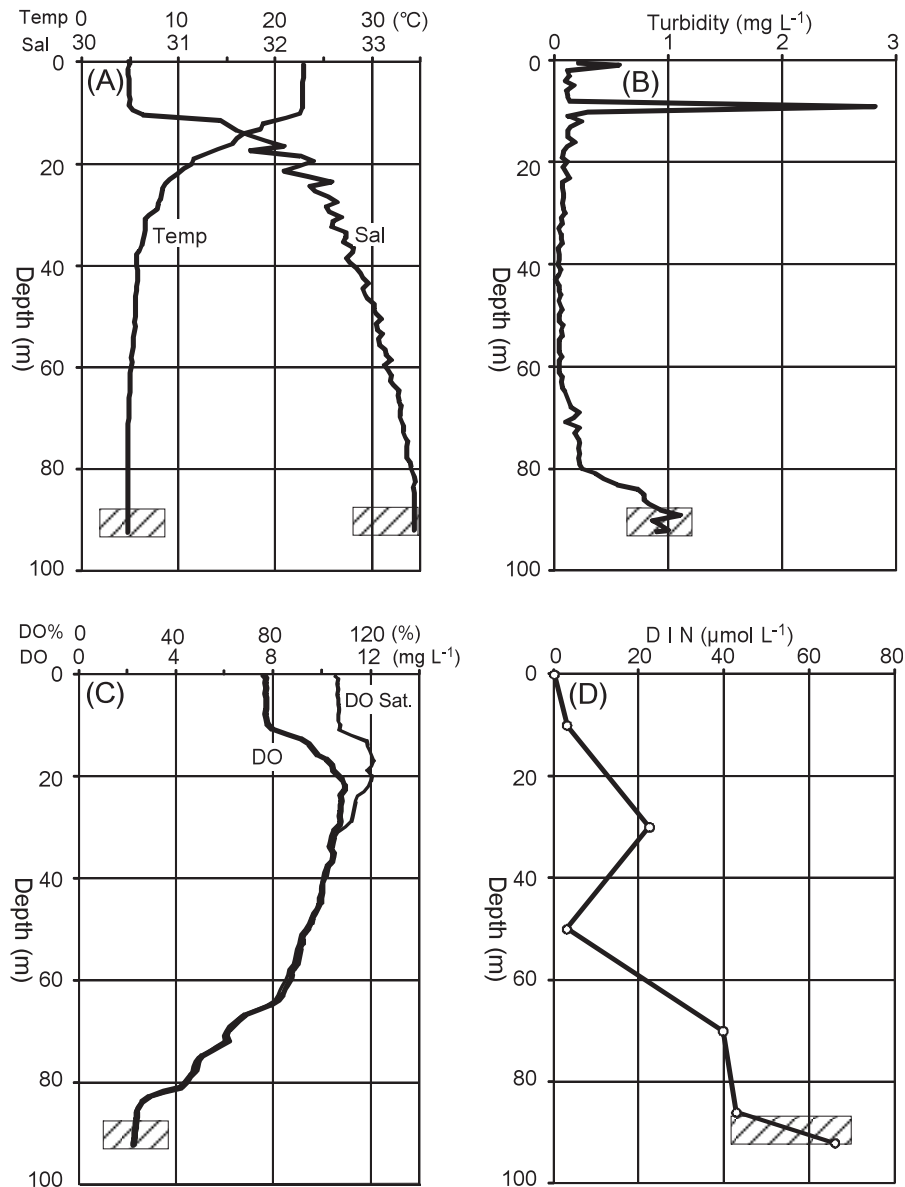 Temp 0 10 20 30 (℃)
Sal 30 31 32 33
0
(A)
20
Temp
Sal
40
Depth (m)
60
80
100
Turbidity (mg L-1)
0 1 2 3
0
(B)
20
40
Depth (m)
60
80
100
DO% 0 40 80 120 (%)
DO 0 4 8 12 (mg L-1)
0
(C)
DO Sat.
DO
20
40
Depth (m)
60
80
100
D I N (μmol L-1)
0 20 40 60 80
0
(D)
20
40
Depth (m)
60
80
100